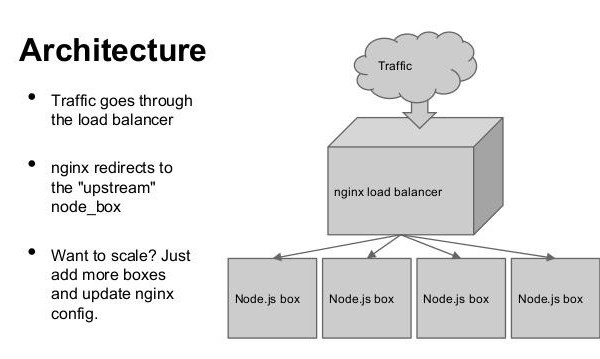 Architecture
• Traffic goes through
the load balancer
• nginx redirects to
the "upstream"
node_box
• Want to scale? Just
add more boxes
and update nginx
config.
Traffic
nginx load balancer
Node.js box
Node.js box
Node.js box
Node.js box